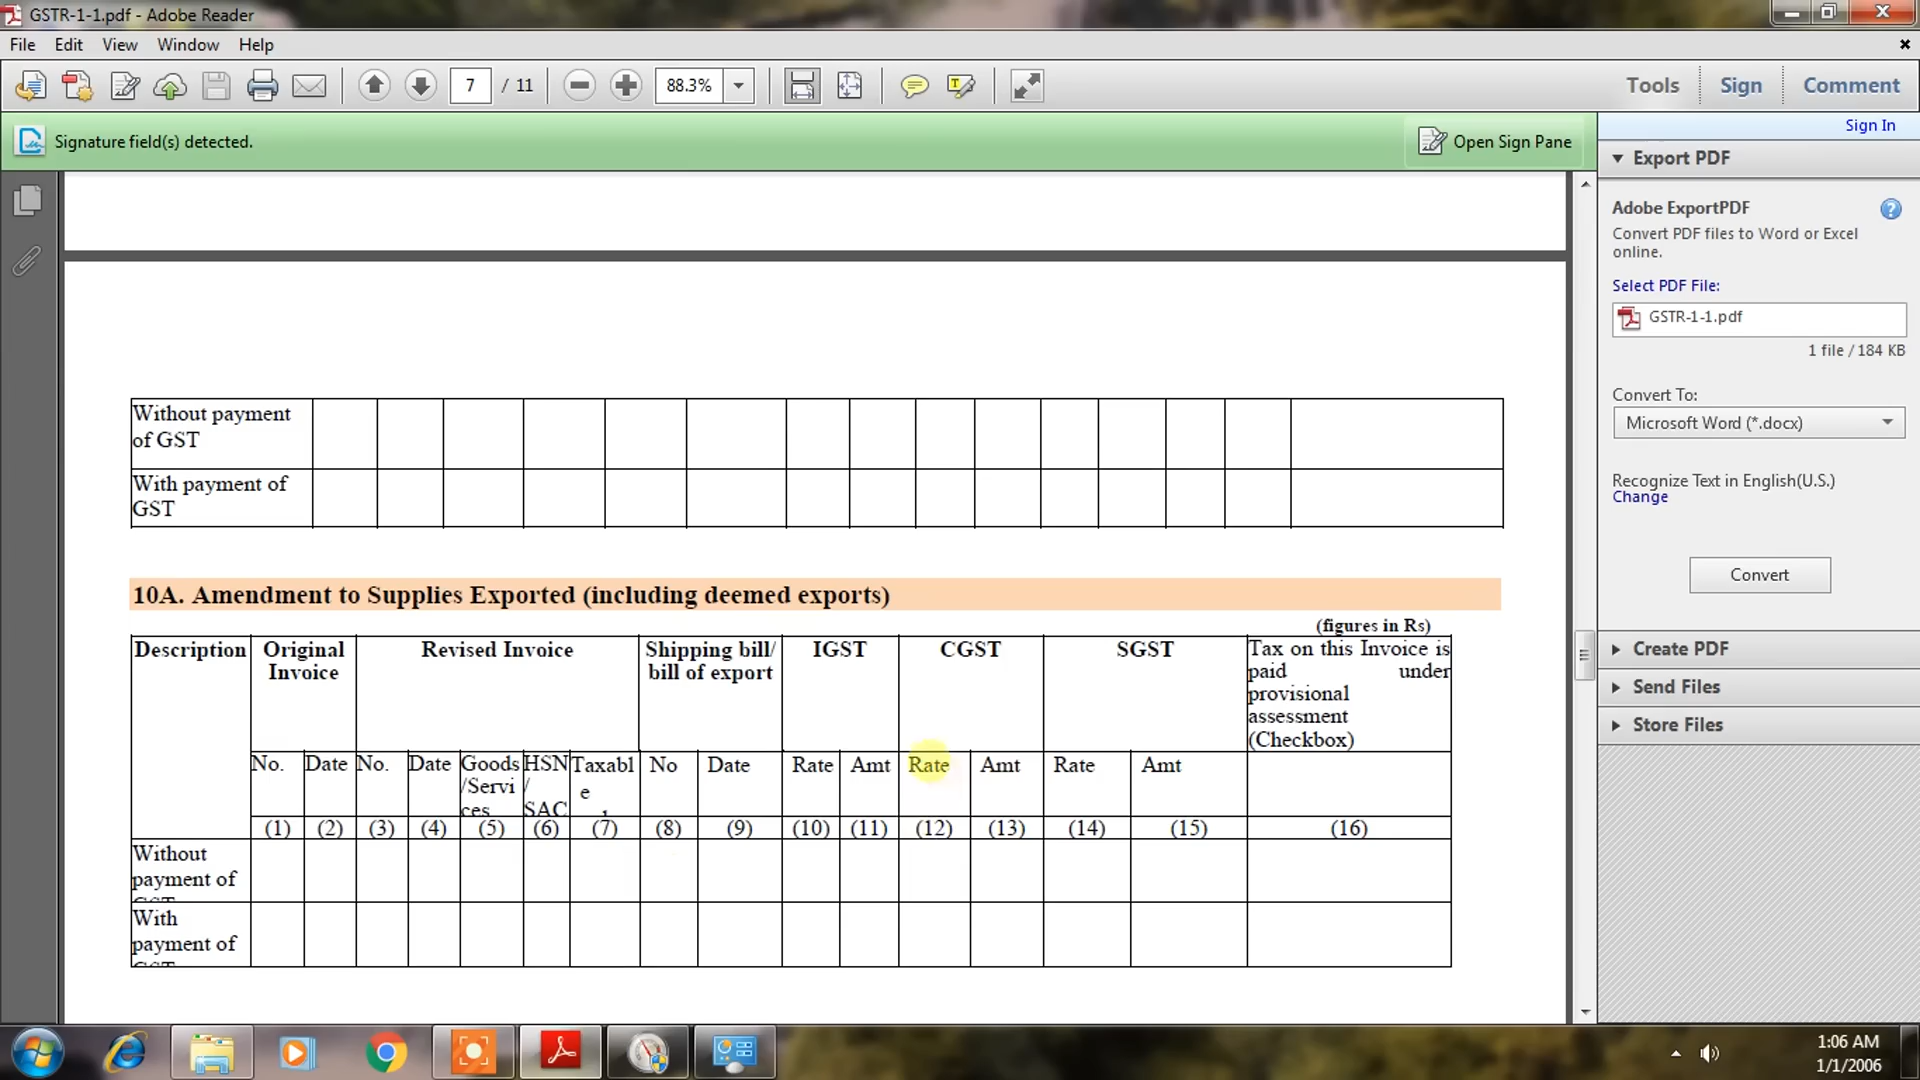 GSTR-1-1.pdf - Adobe Reader
File Edit View Window Help
7 / 11 88.3% Tools Sign Comment
Signature field(s) detected. Open Sign Pane
Sign In
Export PDF
Adobe ExportPDF
Convert PDF files to Word or Excel
online.
Select PDF File:
GSTR-1-1.pdf
1 file / 184 KB
Convert To:
Microsoft Word (*.docx)
Recognize Text in English(U.S.)
Change
Convert
Create PDF
Send Files
Store Files
Without payment
of GST
With payment of
GST
10A. Amendment to Supplies Exported (including deemed exports)
(figures in Rs)
Description Original Revised Invoice Shipping bill/ IGST CGST SGST Tax on this Invoice is
Invoice bill of export paid under
provisional
assessment
(Checkbox)
No. Date No. Date Goods HSN Taxabl No Date Rate Amt Rate Amt Rate Amt
/Servi / e
ces SAC
(1) (2) (3) (4) (5) (6) (7) (8) (9) (10) (11) (12) (13) (14) (15) (16)
Without
payment of
With
payment of
1:06 AM
1/1/2006